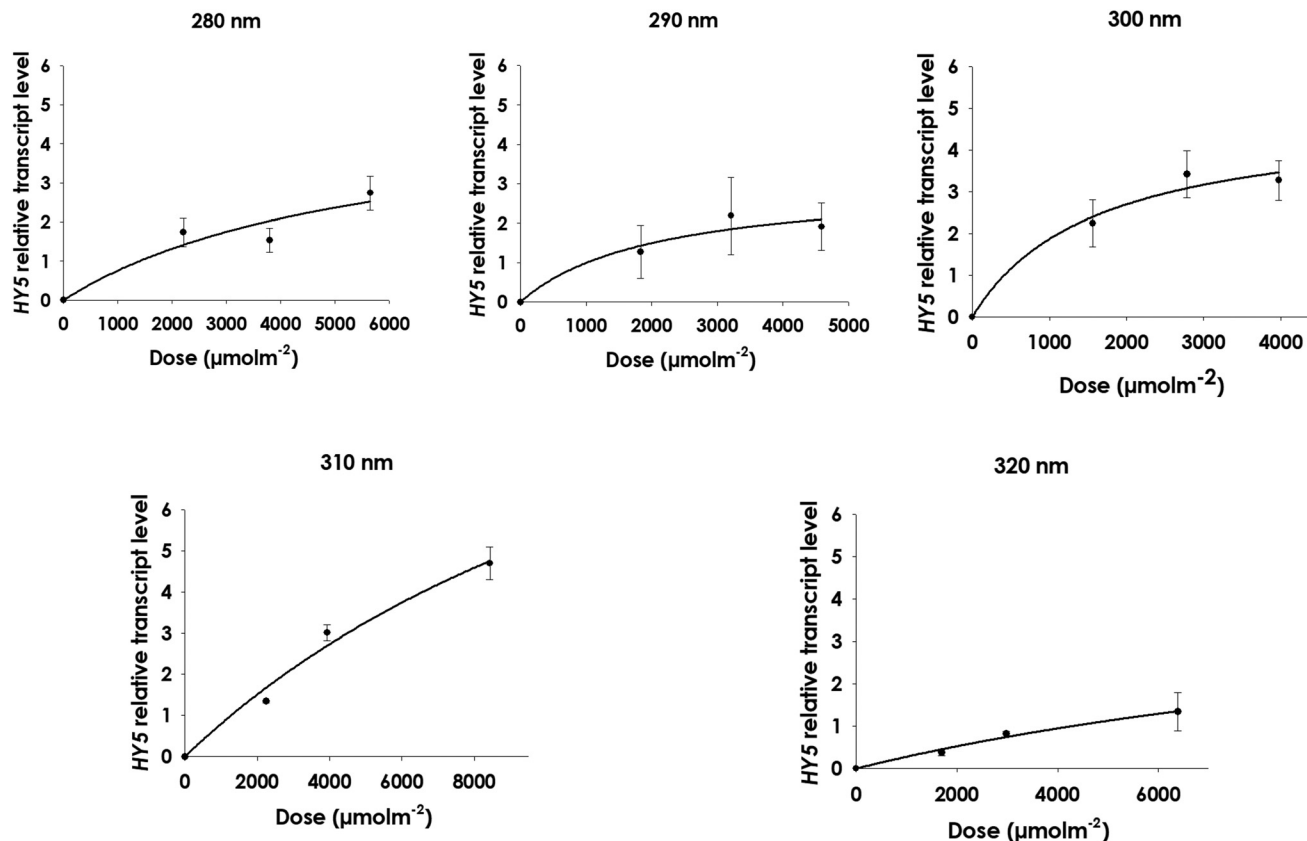 280 nm
HY5 relative transcript level
6
5
4
3
2
1
0
0 1000 2000 3000 4000 5000 6000
Dose (µmolm⁻²)
290 nm
HY5 relative transcript level
6
5
4
3
2
1
0
0 1000 2000 3000 4000 5000
Dose (µmolm⁻²)
300 nm
HY5 relative transcript level
6
5
4
3
2
1
0
0 1000 2000 3000 4000
Dose (µmolm⁻²)
310 nm
HY5 relative transcript level
6
5
4
3
2
1
0
0 2000 4000 6000 8000
Dose (µmolm⁻²)
320 nm
HY5 relative transcript level
6
5
4
3
2
1
0
0 2000 4000 6000
Dose (µmolm⁻²)